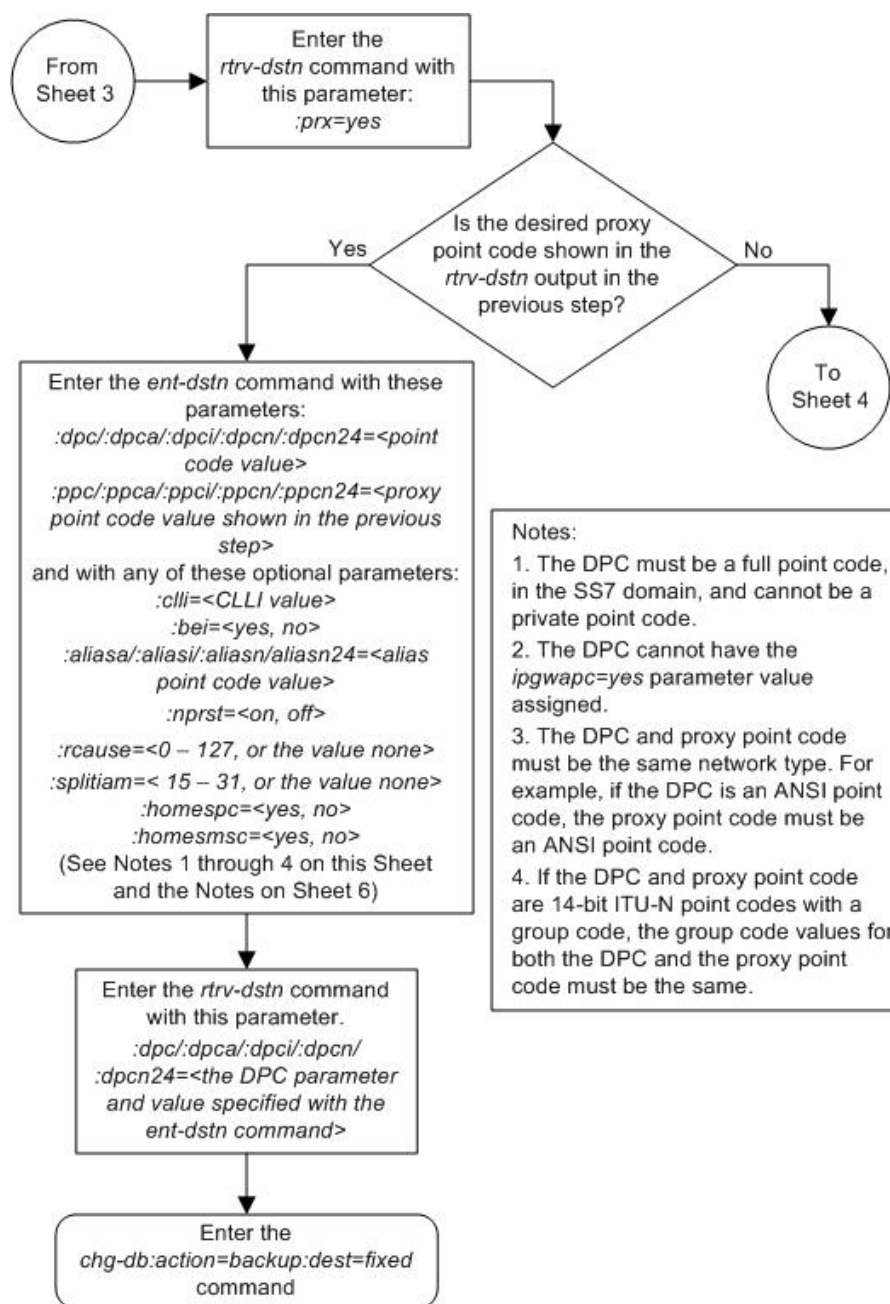 From
Sheet 3
Enter the
rtrv-dstn command with
this parameter:
:prx=yes
Is the desired proxy
point code shown in the
rtrv-dstn output in the
previous step?
Yes
No
To
Sheet 4
Enter the ent-dstn command with these
parameters:
:dpc/:dpca/:dpci/:dpcn/:dpcn24=<point
code value>
:ppc/:ppca/:ppci/:ppcn/:ppcn24=<proxy
point code value shown in the previous
step>
and with any of these optional parameters:
:clli=<CLLI value>
:bei=<yes, no>
:aliasa/:aliasi/:aliasn/aliasn24=<alias
point code value>
:nprst=<on, off>
:rcause=<0 – 127, or the value none>
:splitiam=< 15 – 31, or the value none>
:homespc=<yes, no>
:homesmsc=<yes, no>
(See Notes 1 through 4 on this Sheet
and the Notes on Sheet 6)
Notes:
1. The DPC must be a full point code,
in the SS7 domain, and cannot be a
private point code.
2. The DPC cannot have the
ipgwapc=yes parameter value
assigned.
3. The DPC and proxy point code
must be the same network type. For
example, if the DPC is an ANSI point
code, the proxy point code must be
an ANSI point code.
4. If the DPC and proxy point code
are 14-bit ITU-N point codes with a
group code, the group code values for
both the DPC and the proxy point
code must be the same.
Enter the rtrv-dstn command
with this parameter.
:dpc/:dpca/:dpci/:dpcn/
:dpcn24=<the DPC parameter
and value specified with the
ent-dstn command>
Enter the
chg-db:action=backup:dest=fixed
command